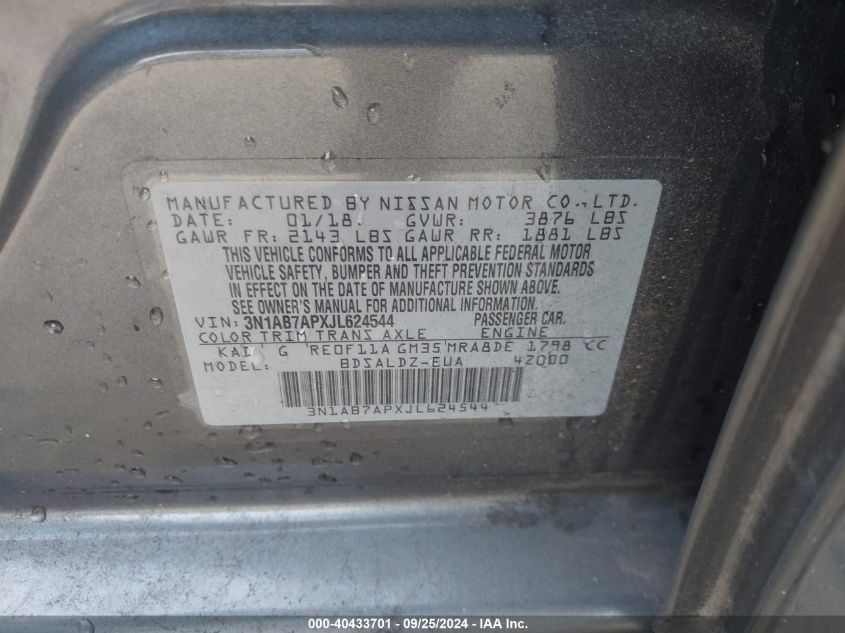 MANUFACTURED BY NISSAN MOTOR CO.,LTD.
DATE: 01/18. GVWR: 3876 LBS
GAWR FR: 2143 LBS GAWR RR: 1881 LBS
THIS VEHICLE CONFORMS TO ALL APPLICABLE FEDERAL MOTOR
VEHICLE SAFETY, BUMPER AND THEFT PREVENTION STANDARDS
IN EFFECT ON THE DATE OF MANUFACTURE SHOWN ABOVE.
SEE OWNER'S MANUAL FOR ADDITIONAL INFORMATION.
VIN: 3N1AB7APXJL624544 PASSENGER CAR.
COLOR TRIM TRANS AXLE ENGINE
G RE0F11A GM35 MRA8DE 1798 CC
MODEL: BDSALDZ-EUA 42000
3N1AB7APXJL624544
000-40433701 - 09/25/2024 - IAA Inc.